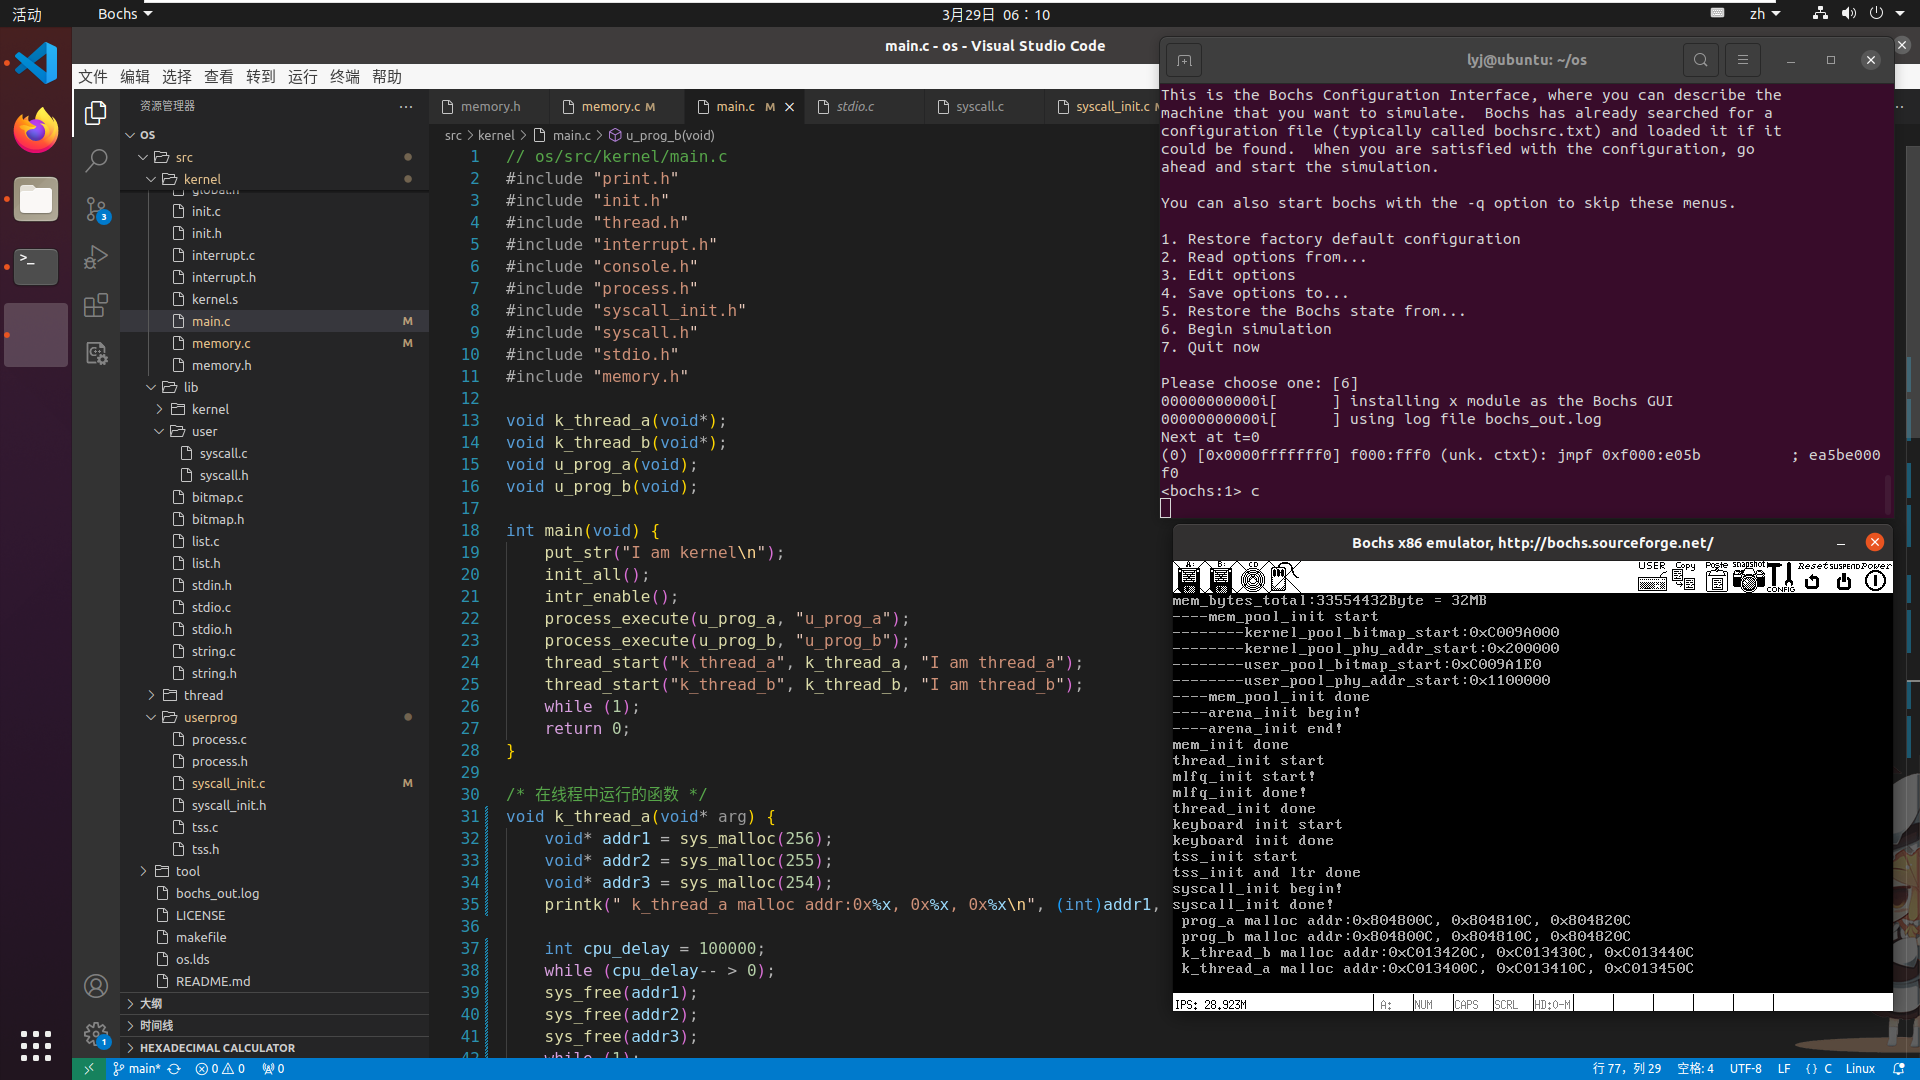 活动
Bochs
3月29日 06：10
zh
main.c - os - Visual Studio Code
文件 编辑 选择 查看 转到 运行 终端 帮助
资源管理器
OS
src
kernel
global.h
init.c
init.h
interrupt.c
interrupt.h
kernel.s
main.c M
memory.c M
memory.h
lib
kernel
user
syscall.c
syscall.h
bitmap.c
bitmap.h
list.c
list.h
stdin.h
stdio.c
stdio.h
string.c
string.h
thread
userprog
process.c
process.h
syscall_init.c M
syscall_init.h
tss.c
tss.h
tool
bochs_out.log
LICENSE
makefile
os.lds
README.md
大纲
时间线
HEXADECIMAL CALCULATOR
3
1
memory.h
memory.c M
main.c M
stdio.c
syscall.c
syscall_init.c M
src > kernel > main.c > u_prog_b(void)
1 // os/src/kernel/main.c
2 #include "print.h"
3 #include "init.h"
4 #include "thread.h"
5 #include "interrupt.h"
6 #include "console.h"
7 #include "process.h"
8 #include "syscall_init.h"
9 #include "syscall.h"
10 #include "stdio.h"
11 #include "memory.h"
12
13 void k_thread_a(void*);
14 void k_thread_b(void*);
15 void u_prog_a(void);
16 void u_prog_b(void);
17
18 int main(void) {
19 put_str("I am kernel\n");
20 init_all();
21 intr_enable();
22 process_execute(u_prog_a, "u_prog_a");
23 process_execute(u_prog_b, "u_prog_b");
24 thread_start("k_thread_a", k_thread_a, "I am thread_a");
25 thread_start("k_thread_b", k_thread_b, "I am thread_b");
26 while (1);
27 return 0;
28 }
29
30 /* 在线程中运行的函数 */
31 void k_thread_a(void* arg) {
32 void* addr1 = sys_malloc(256);
33 void* addr2 = sys_malloc(255);
34 void* addr3 = sys_malloc(254);
35 printk(" k_thread_a malloc addr:0x%x, 0x%x, 0x%x\n", (int)addr1,
36
37 int cpu_delay = 100000;
38 while (cpu_delay-- > 0);
39 sys_free(addr1);
40 sys_free(addr2);
41 sys_free(addr3);
42 while (1);
lyj@ubuntu: ~/os
This is the Bochs Configuration Interface, where you can describe the
machine that you want to simulate. Bochs has already searched for a
configuration file (typically called bochsrc.txt) and loaded it if it
could be found. When you are satisfied with the configuration, go
ahead and start the simulation.
You can also start bochs with the -q option to skip these menus.
1. Restore factory default configuration
2. Read options from...
3. Edit options
4. Save options to...
5. Restore the Bochs state from...
6. Begin simulation
7. Quit now
Please choose one: [6]
00000000000i[ ] installing x module as the Bochs GUI
00000000000i[ ] using log file bochs_out.log
Next at t=0
(0) [0x0000fffffff0] f000:fff0 (unk. ctxt): jmpf 0xf000:e05b ; ea5be000
f0
<bochs:1> c
Bochs x86 emulator, http://bochs.sourceforge.net/
A: B: CD USER Copy Paste snapshot CONFIG Reset SUSPEND Power
mem_bytes_total:33554432Byte = 32MB
----mem_pool_init start
--------kernel_pool_bitmap_start:0xC009A000
--------kernel_pool_phy_addr_start:0x200000
--------user_pool_bitmap_start:0xC009A1E0
--------user_pool_phy_addr_start:0x1100000
----mem_pool_init done
----arena_init begin!
----arena_init end!
mem_init done
thread_init start
mlfq_init start!
mlfq_init done!
thread_init done
keyboard init start
keyboard init done
tss_init start
tss_init and ltr done
syscall_init begin!
syscall_init done!
prog_a malloc addr:0x804800C, 0x804810C, 0x804820C
prog_b malloc addr:0x804800C, 0x804810C, 0x804820C
k_thread_b malloc addr:0xC013420C, 0xC013430C, 0xC013440C
k_thread_a malloc addr:0xC013400C, 0xC013410C, 0xC013450C
IPS: 28.923M A: NUM CAPS SCRL HD:0-M
main* 0 0 0
行 77，列 29 空格: 4 UTF-8 LF {} C Linux